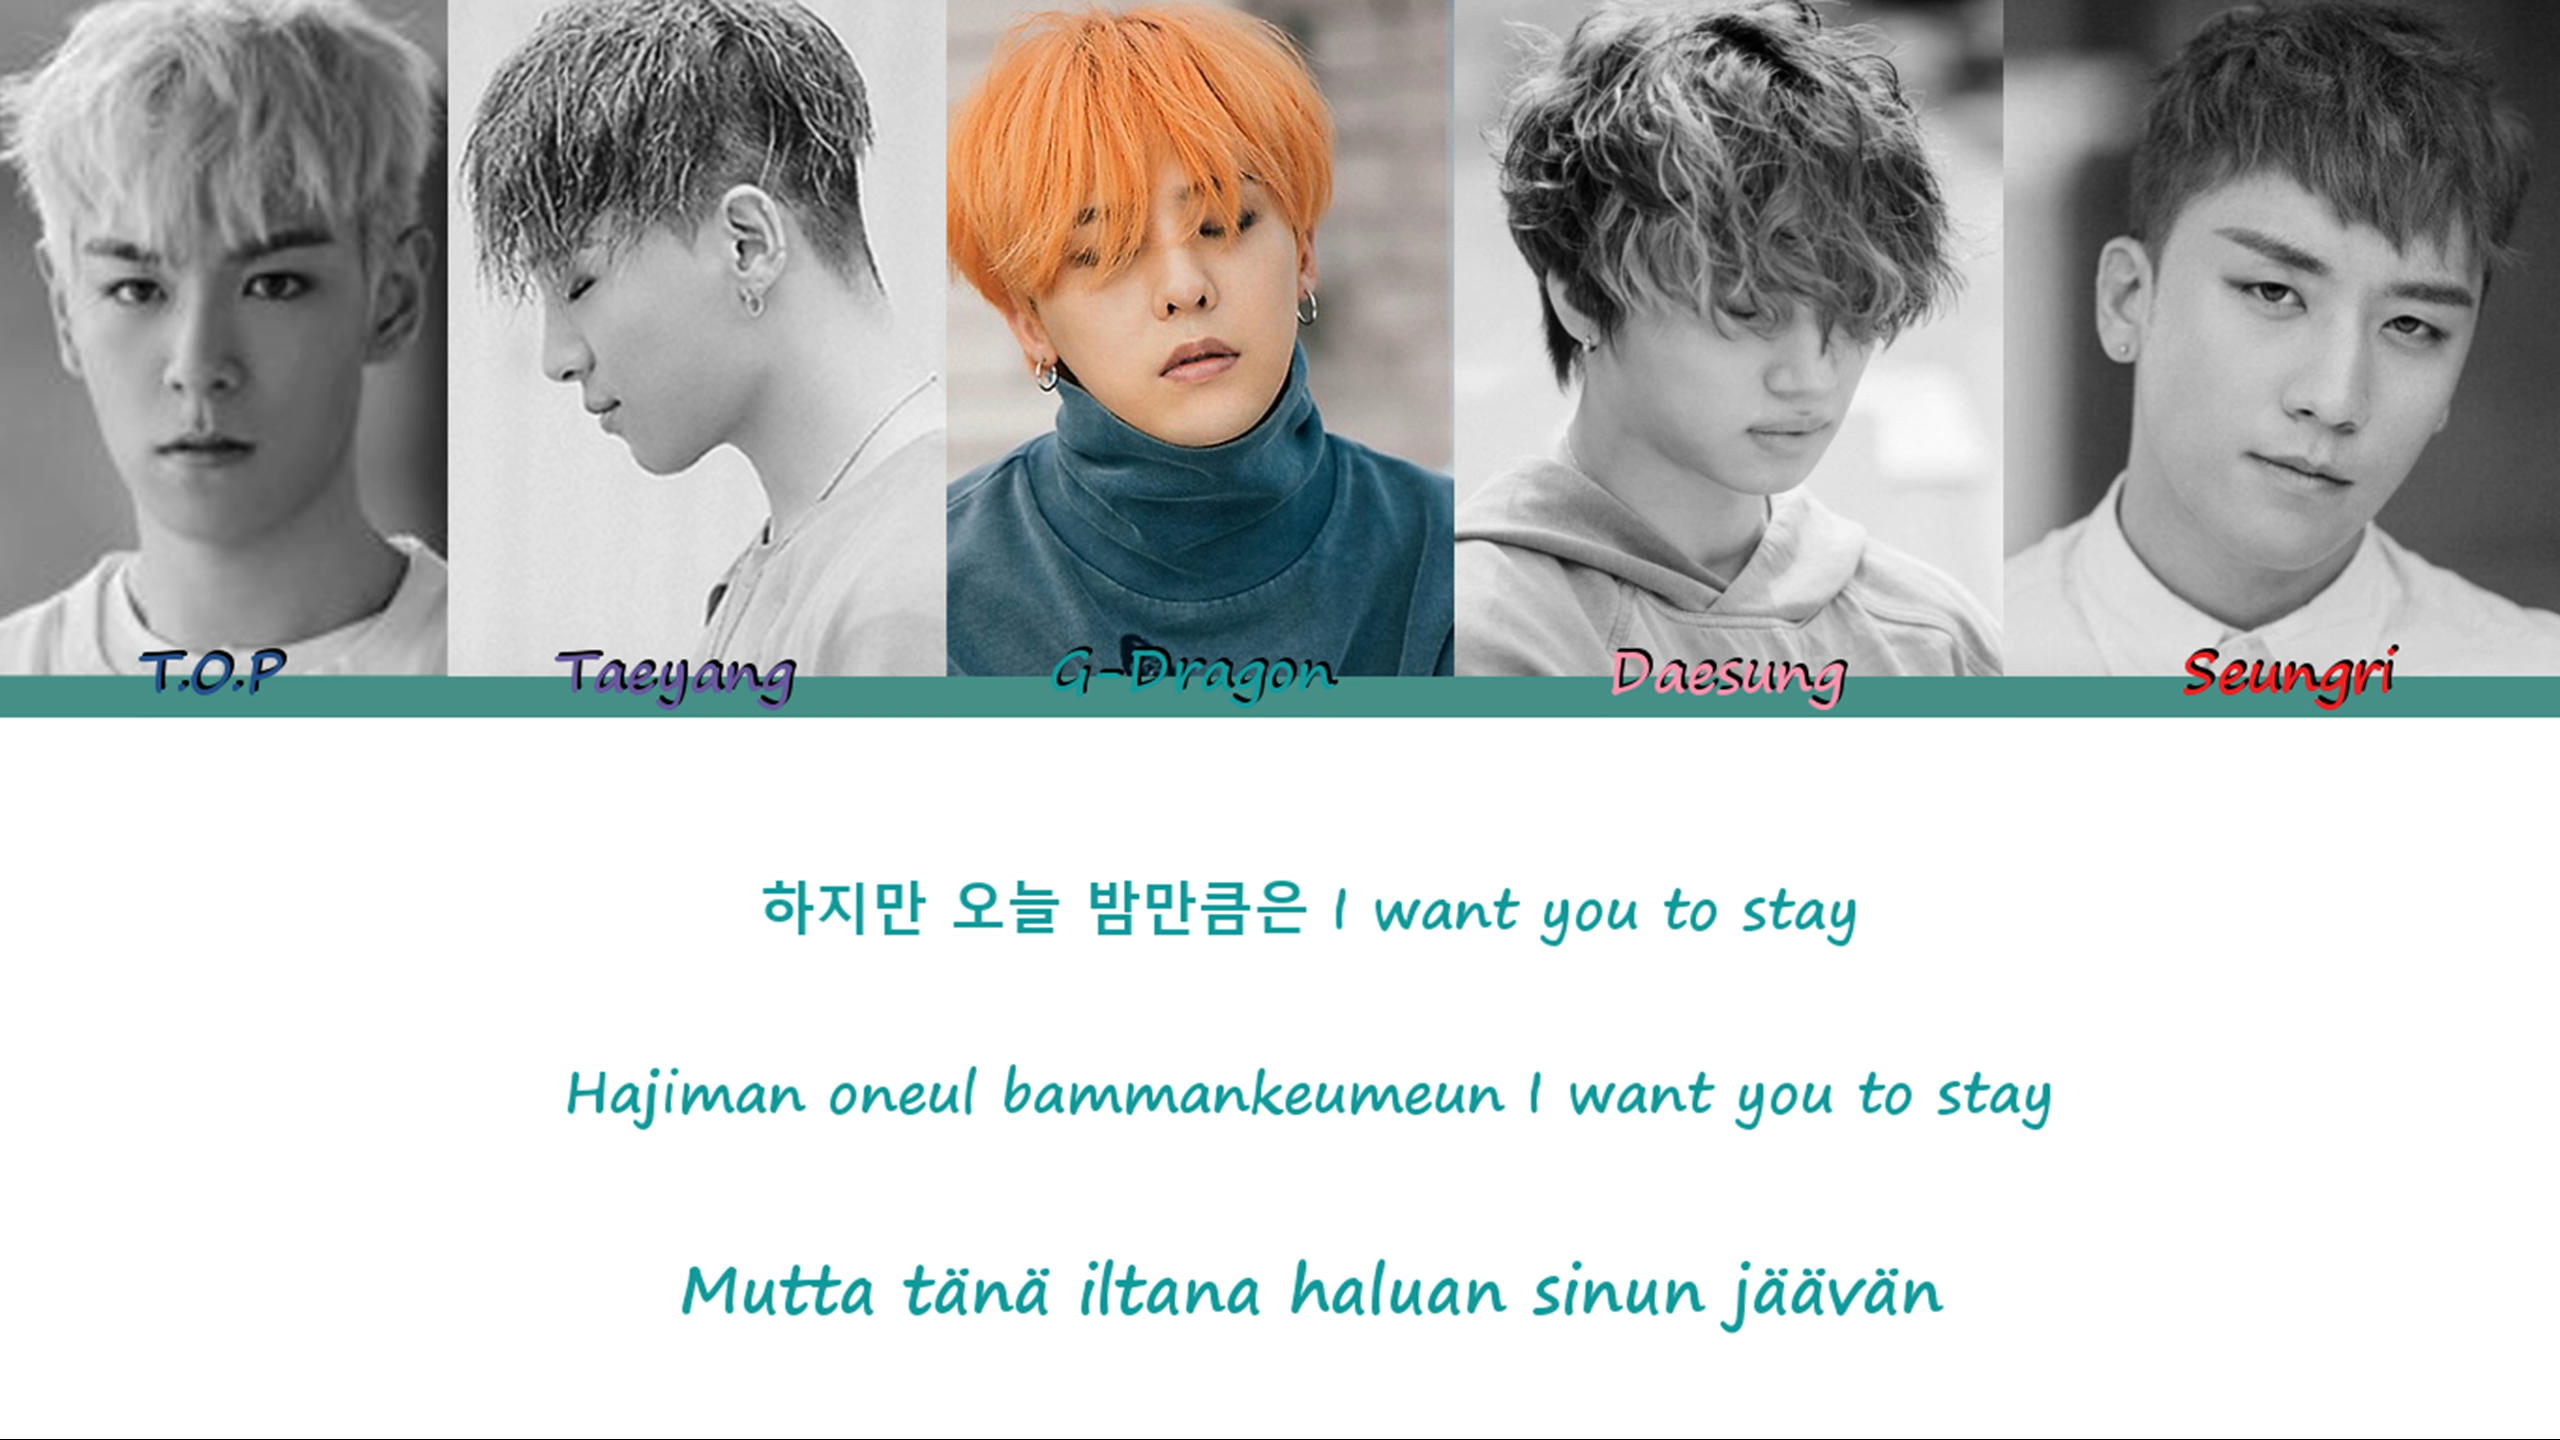 T.O.P Taeyang G-Dragon Daesung Seungri
하지만 오늘 밤만큼은 I want you to stay
Hajiman oneul bammankeumeun I want you to stay
Mutta tänä iltana haluan sinun jäävän